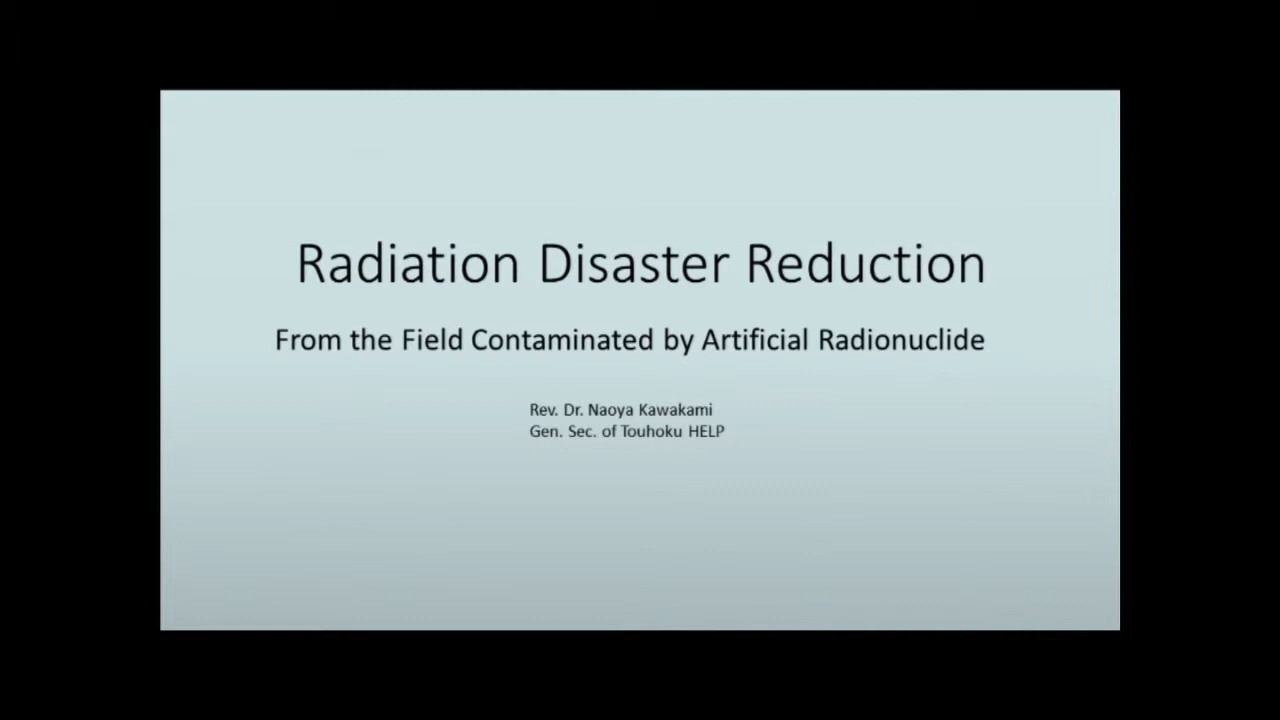 Radiation Disaster Reduction
From the Field Contaminated by Artificial Radionuclide
Rev. Dr. Naoya Kawakami
Gen. Sec. of Touhoku HELP